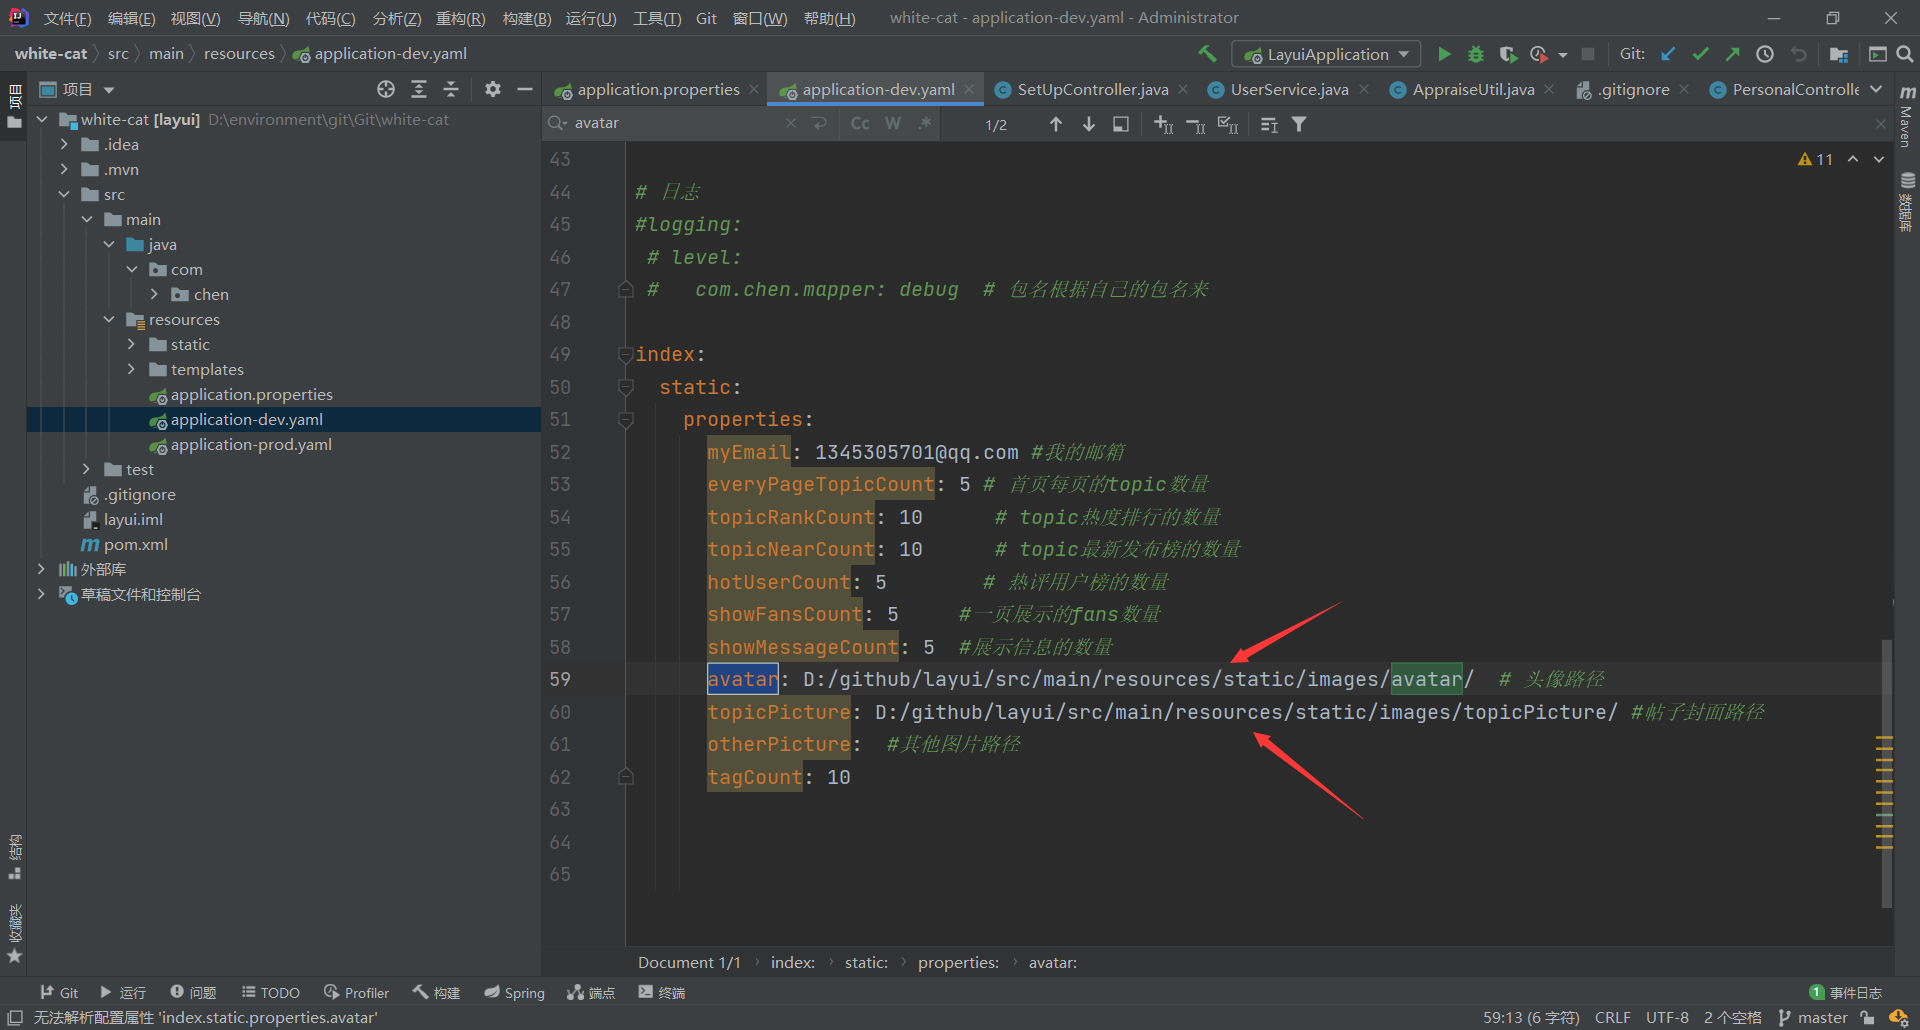 文件(F) 编辑(E) 视图(V) 导航(N) 代码(C) 分析(Z) 重构(R) 构建(B) 运行(U) 工具(T) Git 窗口(W) 帮助(H) white-cat - application-dev.yaml - Administrator
white-cat src main resources application-dev.yaml LayuiApplication Git:
项目 application.properties application-dev.yaml SetUpController.java UserService.java AppraiseUtil.java .gitignore PersonalControlle
avatar Cc W .* 1/2
项目
Maven
数据库
结构
收藏夹
white-cat [layui] D:\environment\git\Git\white-cat
.idea
.mvn
src
main
java
com
chen
resources
static
templates
application.properties
application-dev.yaml
application-prod.yaml
test
.gitignore
layui.iml
pom.xml
外部库
草稿文件和控制台
11
43
44 # 日志
45 #logging:
46 # level:
47 # com.chen.mapper: debug # 包名根据自己的包名来
48
49 index:
50 static:
51 properties:
52 myEmail: 1345305701@qq.com #我的邮箱
53 everyPageTopicCount: 5 # 首页每页的topic数量
54 topicRankCount: 10 # topic热度排行的数量
55 topicNearCount: 10 # topic最新发布榜的数量
56 hotUserCount: 5 # 热评用户榜的数量
57 showFansCount: 5 #一页展示的fans数量
58 showMessageCount: 5 #展示信息的数量
59 avatar: D:/github/layui/src/main/resources/static/images/avatar/ # 头像路径
60 topicPicture: D:/github/layui/src/main/resources/static/images/topicPicture/ #帖子封面路径
61 otherPicture: #其他图片路径
62 tagCount: 10
63
64
65
Document 1/1 index: static: properties: avatar:
Git 运行 问题 TODO Profiler 构建 Spring 端点 终端 1 事件日志
无法解析配置属性 'index.static.properties.avatar' 59:13 (6 字符) CRLF UTF-8 2 个空格 master